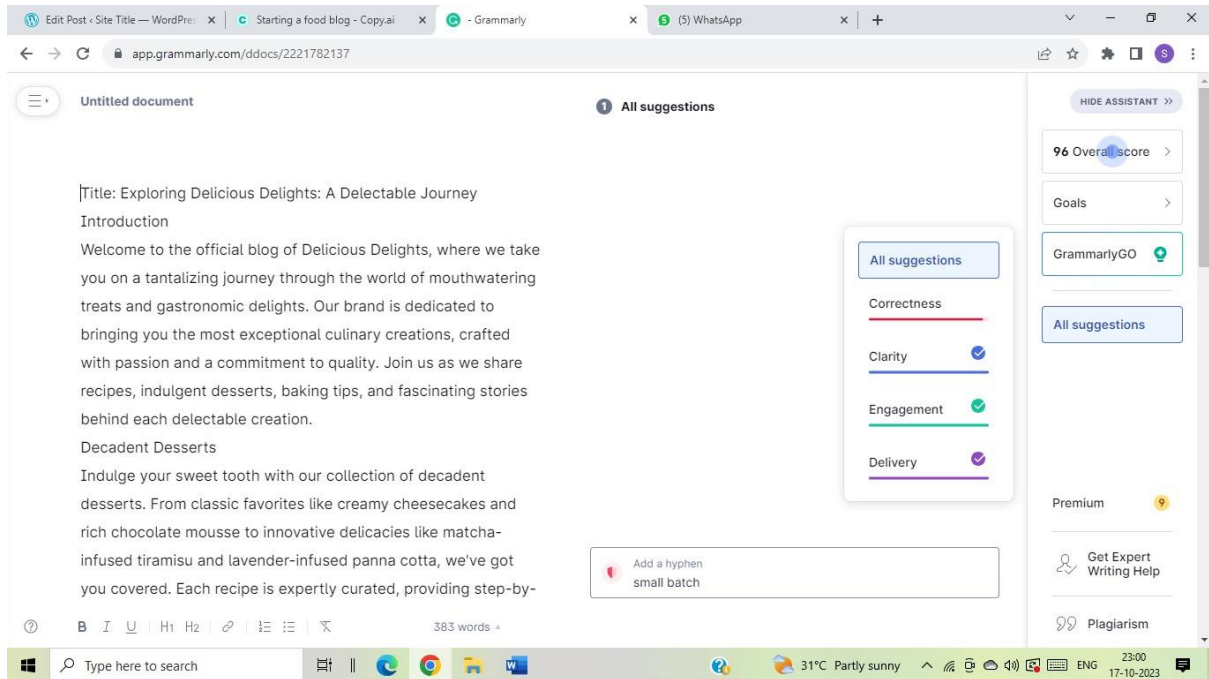 Edit Post ‹ Site Title — WordPre
Starting a food blog - Copy.ai
- Grammarly
(5) WhatsApp
app.grammarly.com/ddocs/2221782137
S
Untitled document
1 All suggestions
HIDE ASSISTANT
96 Overall score
Goals
GrammarlyGO
All suggestions
Title: Exploring Delicious Delights: A Delectable Journey
Introduction
Welcome to the official blog of Delicious Delights, where we take
you on a tantalizing journey through the world of mouthwatering
treats and gastronomic delights. Our brand is dedicated to
bringing you the most exceptional culinary creations, crafted
with passion and a commitment to quality. Join us as we share
recipes, indulgent desserts, baking tips, and fascinating stories
behind each delectable creation.
Decadent Desserts
Indulge your sweet tooth with our collection of decadent
desserts. From classic favorites like creamy cheesecakes and
rich chocolate mousse to innovative delicacies like matcha-
infused tiramisu and lavender-infused panna cotta, we've got
you covered. Each recipe is expertly curated, providing step-by-
All suggestions
Correctness
Clarity
Engagement
Delivery
Add a hyphen
small batch
Premium 9
Get Expert
Writing Help
Plagiarism
B I U H1 H2
383 words
Type here to search
31°C Partly sunny
ENG
23:00
17-10-2023